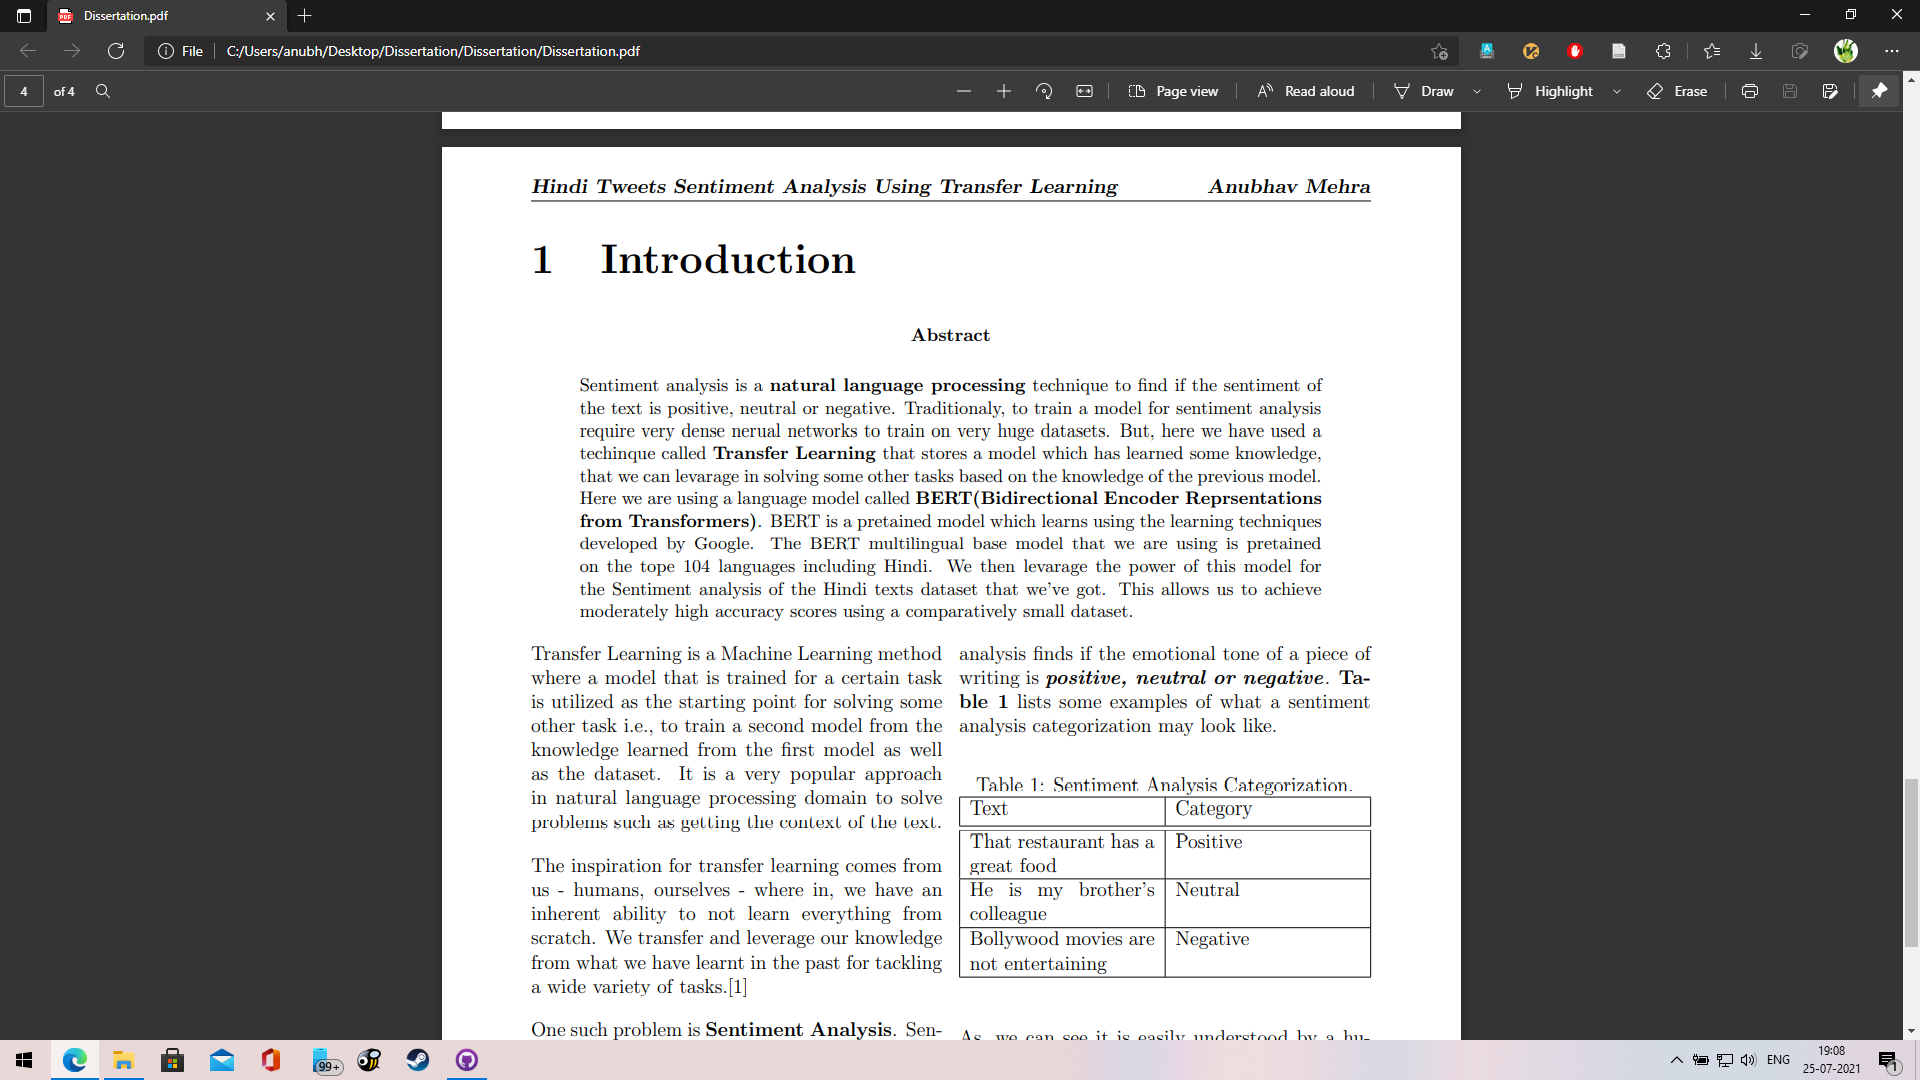 Dissertation.pdf
File
C:/Users/anubh/Desktop/Dissertation/Dissertation/Dissertation.pdf
4
of 4
Page view
Read aloud
Draw
Highlight
Erase
Hindi Tweets Sentiment Analysis Using Transfer Learning Anubhav Mehra
1 Introduction
Abstract
Sentiment analysis is a natural language processing technique to find if the sentiment of
the text is positive, neutral or negative. Traditionaly, to train a model for sentiment analysis
require very dense nerual networks to train on very huge datasets. But, here we have used a
techinque called Transfer Learning that stores a model which has learned some knowledge,
that we can levarage in solving some other tasks based on the knowledge of the previous model.
Here we are using a language model called BERT(Bidirectional Encoder Reprsentations
from Transformers). BERT is a pretained model which learns using the learning techniques
developed by Google. The BERT multilingual base model that we are using is pretained
on the tope 104 languages including Hindi. We then levarage the power of this model for
the Sentiment analysis of the Hindi texts dataset that we've got. This allows us to achieve
moderately high accuracy scores using a comparatively small dataset.
Transfer Learning is a Machine Learning method
where a model that is trained for a certain task
is utilized as the starting point for solving some
other task i.e., to train a second model from the
knowledge learned from the first model as well
as the dataset. It is a very popular approach
in natural language processing domain to solve
problems such as getting the context of the text.
The inspiration for transfer learning comes from
us - humans, ourselves - where in, we have an
inherent ability to not learn everything from
scratch. We transfer and leverage our knowledge
from what we have learnt in the past for tackling
a wide variety of tasks.[1]
One such problem is Sentiment Analysis. Sen-
analysis finds if the emotional tone of a piece of
writing is positive, neutral or negative. Ta-
ble 1 lists some examples of what a sentiment
analysis categorization may look like.
Table 1: Sentiment Analysis Categorization.
Text Category
That restaurant has a Positive
great food
He is my brother's Neutral
colleague
Bollywood movies are Negative
not entertaining
As, we can see it is easily understood by a hu-
99+
ENG
19:08
25-07-2021
1